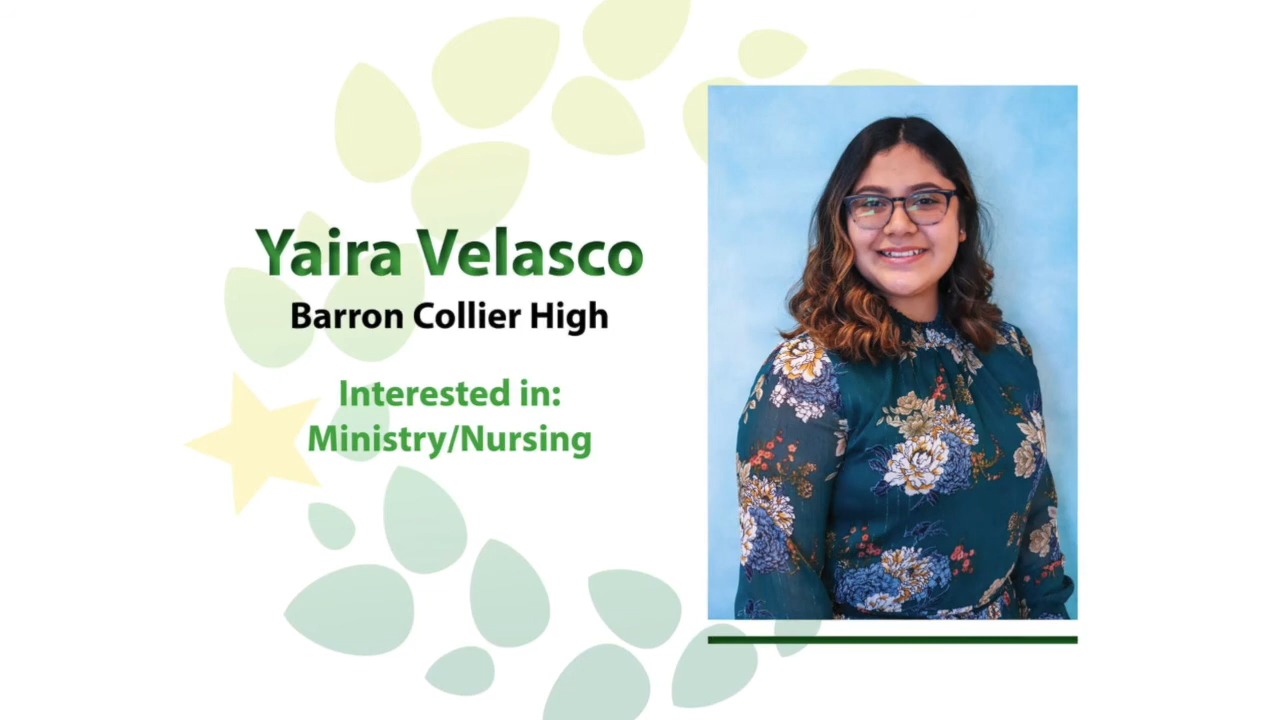 Yaira Velasco
Barron Collier High
Interested in:
Ministry/Nursing